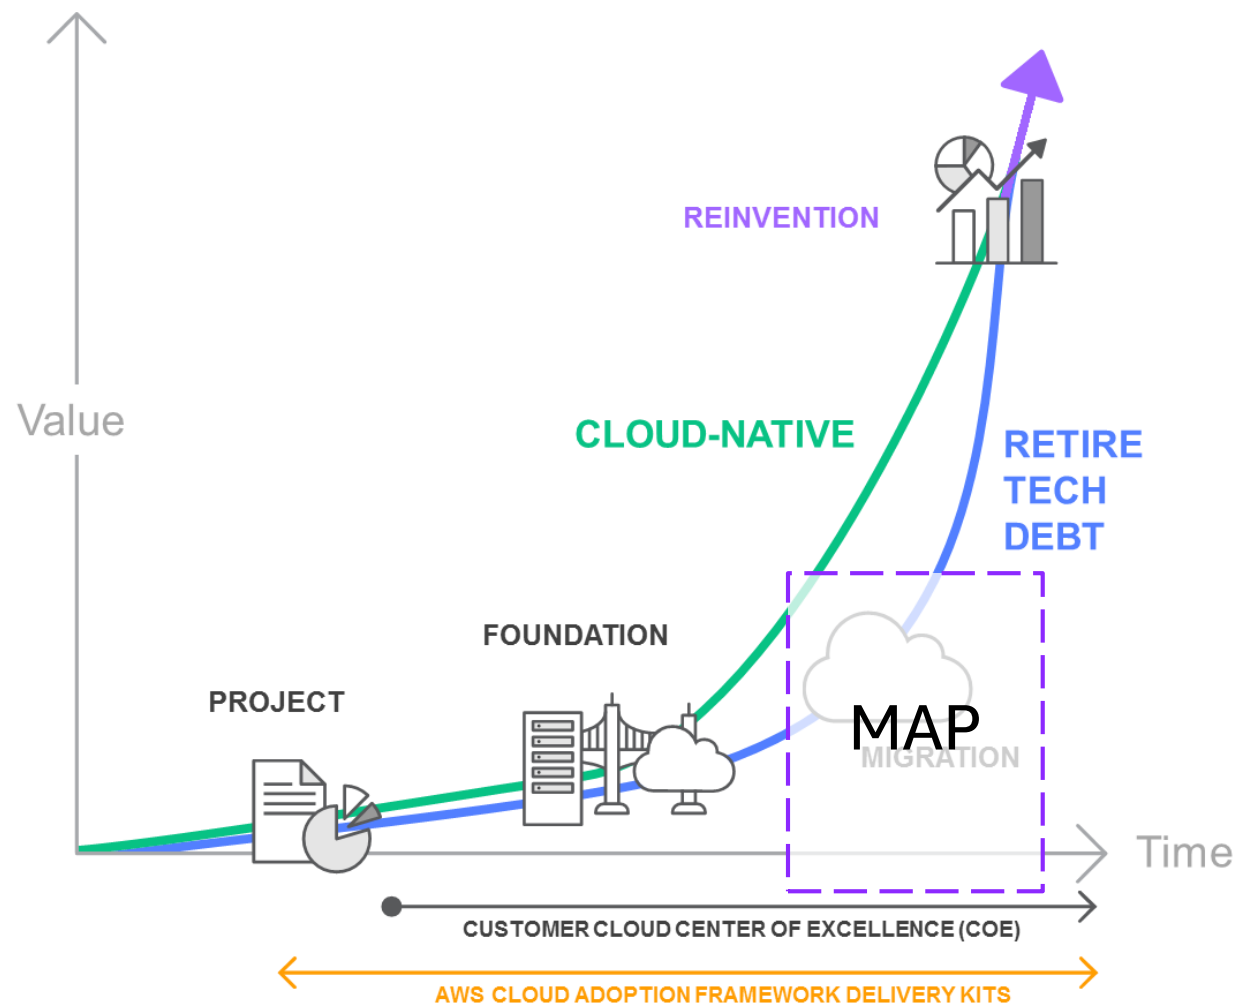 REINVENTION
Value
CLOUD-NATIVE
RETIRE
TECH
DEBT
FOUNDATION
PROJECT
MAP
MIGRATION
Time
CUSTOMER CLOUD CENTER OF EXCELLENCE (COE)
AWS CLOUD ADOPTION FRAMEWORK DELIVERY KITS